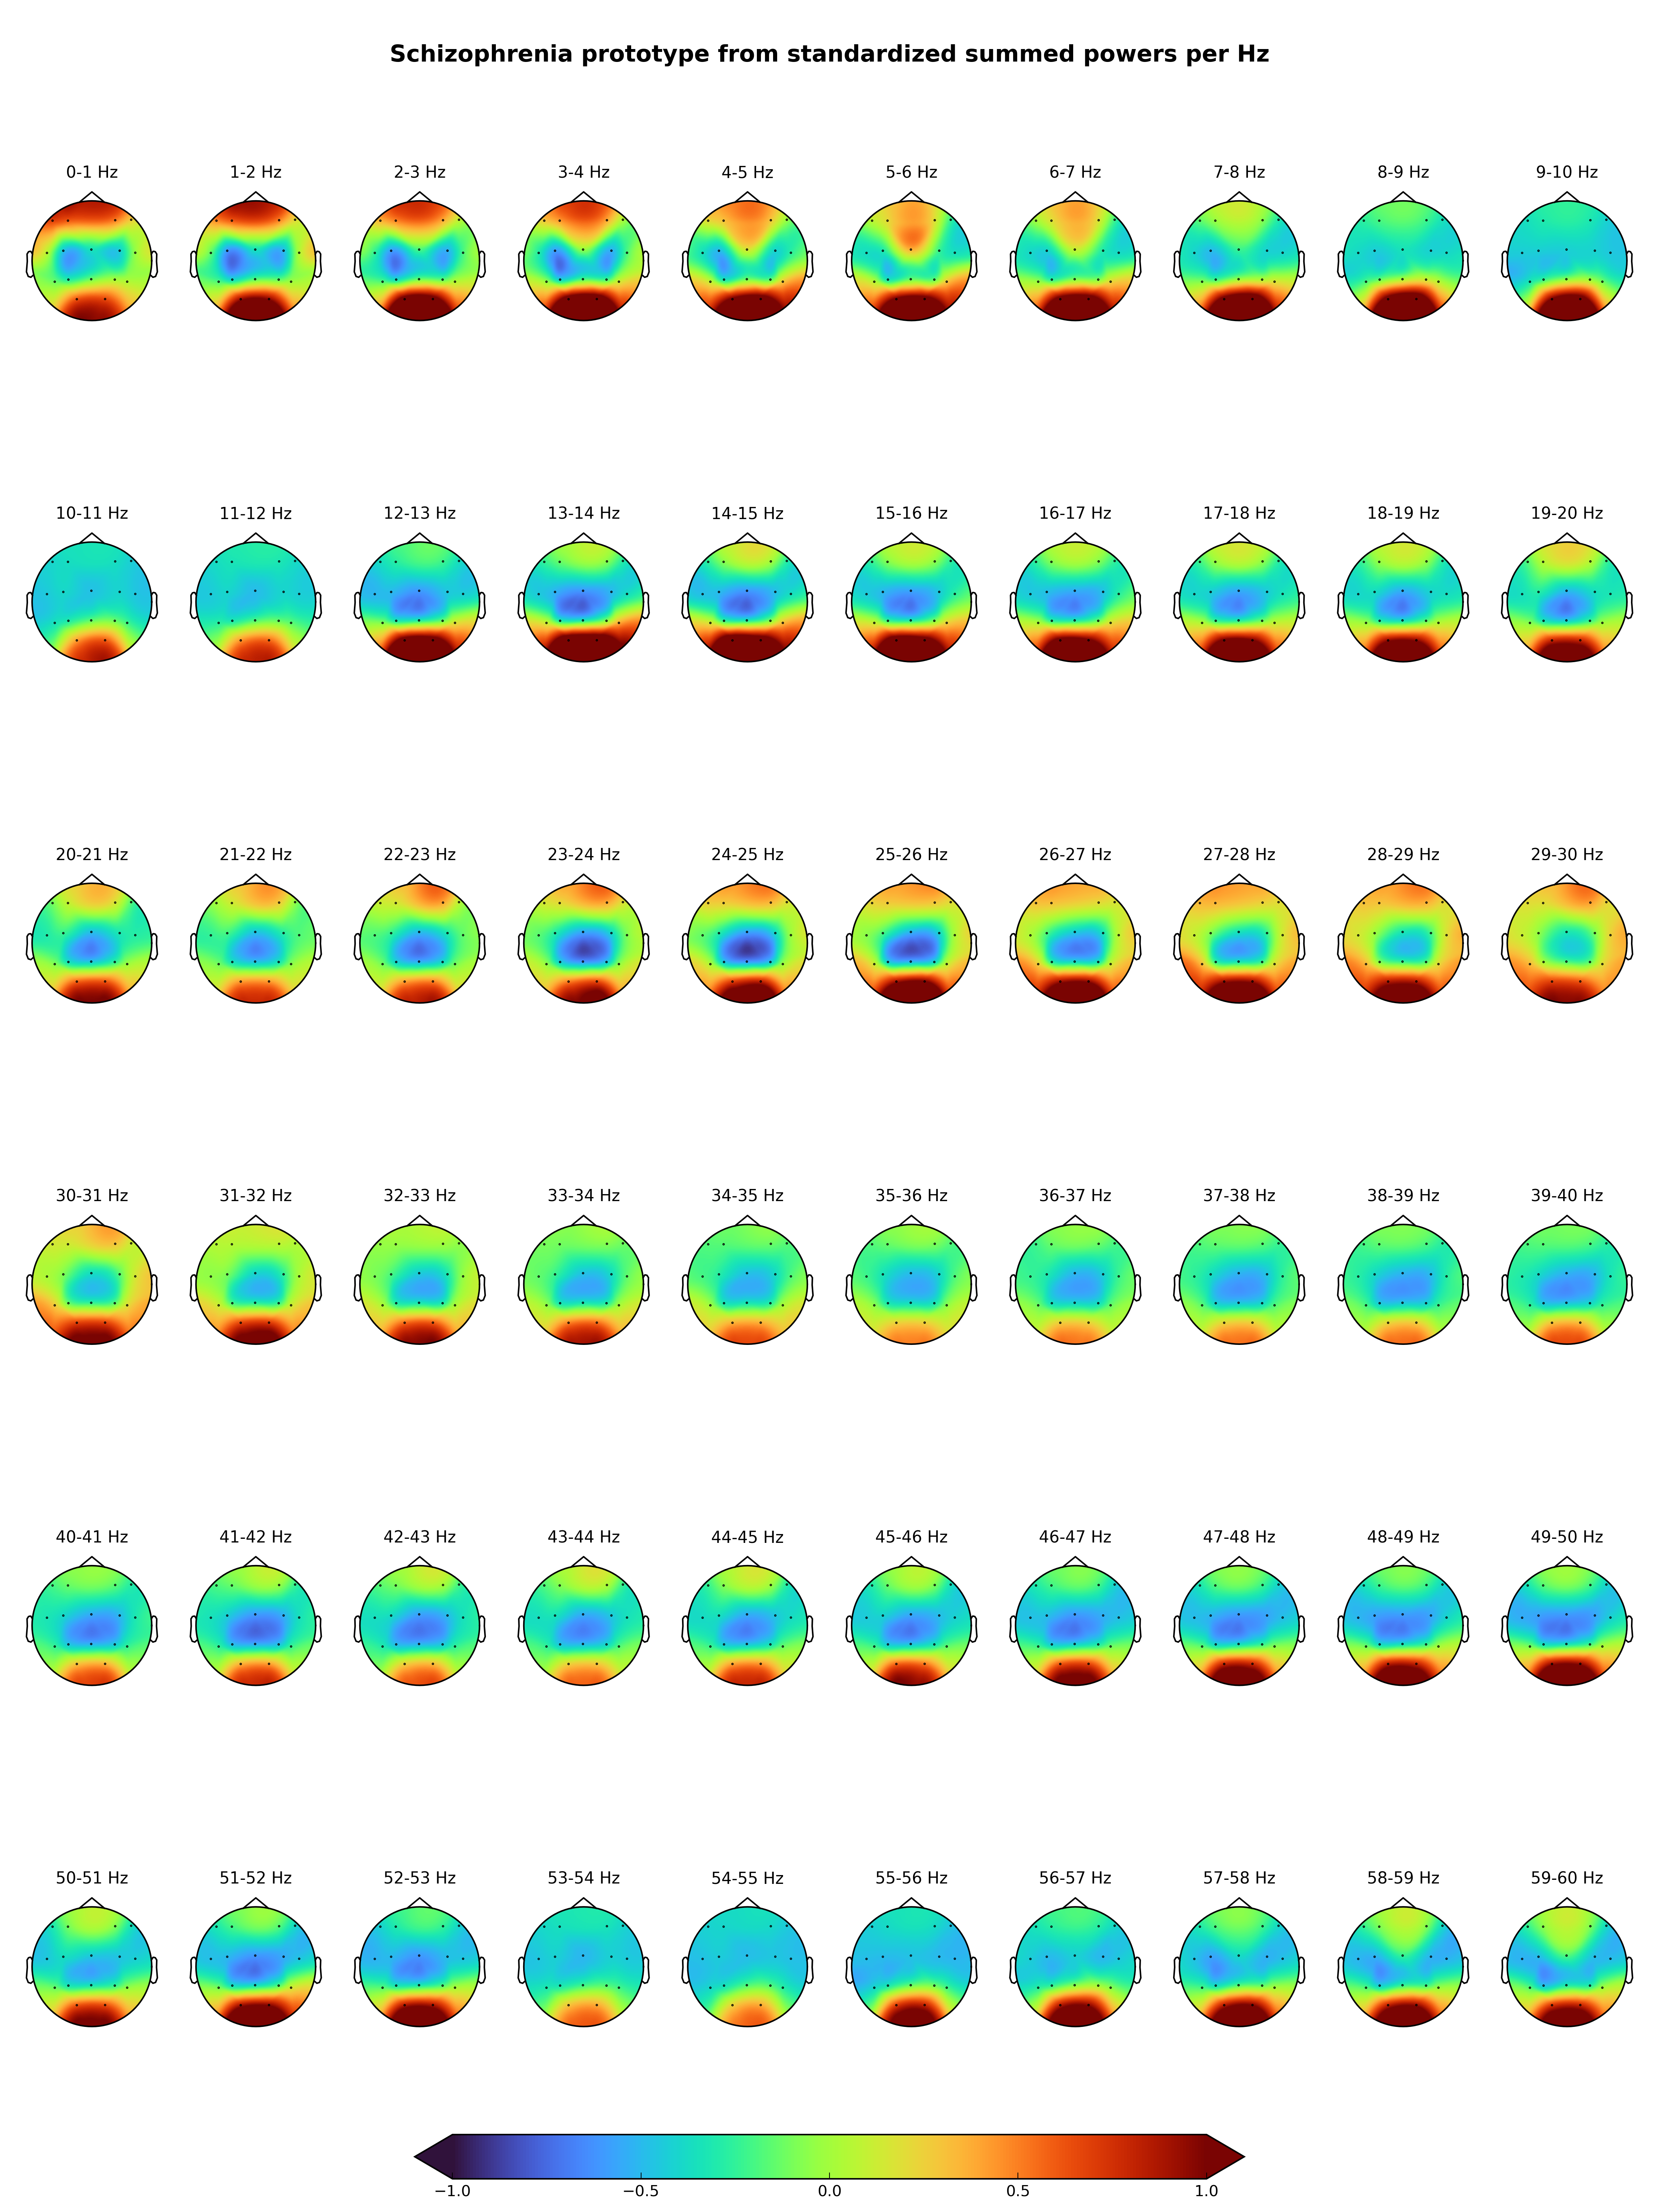 Schizophrenia prototype from standardized summed powers per Hz
0-1 Hz 1-2 Hz 2-3 Hz 3-4 Hz 4-5 Hz 5-6 Hz 6-7 Hz 7-8 Hz 8-9 Hz 9-10 Hz
10-11 Hz 11-12 Hz 12-13 Hz 13-14 Hz 14-15 Hz 15-16 Hz 16-17 Hz 17-18 Hz 18-19 Hz 19-20 Hz
20-21 Hz 21-22 Hz 22-23 Hz 23-24 Hz 24-25 Hz 25-26 Hz 26-27 Hz 27-28 Hz 28-29 Hz 29-30 Hz
30-31 Hz 31-32 Hz 32-33 Hz 33-34 Hz 34-35 Hz 35-36 Hz 36-37 Hz 37-38 Hz 38-39 Hz 39-40 Hz
40-41 Hz 41-42 Hz 42-43 Hz 43-44 Hz 44-45 Hz 45-46 Hz 46-47 Hz 47-48 Hz 48-49 Hz 49-50 Hz
50-51 Hz 51-52 Hz 52-53 Hz 53-54 Hz 54-55 Hz 55-56 Hz 56-57 Hz 57-58 Hz 58-59 Hz 59-60 Hz
−1.0 −0.5 0.0 0.5 1.0